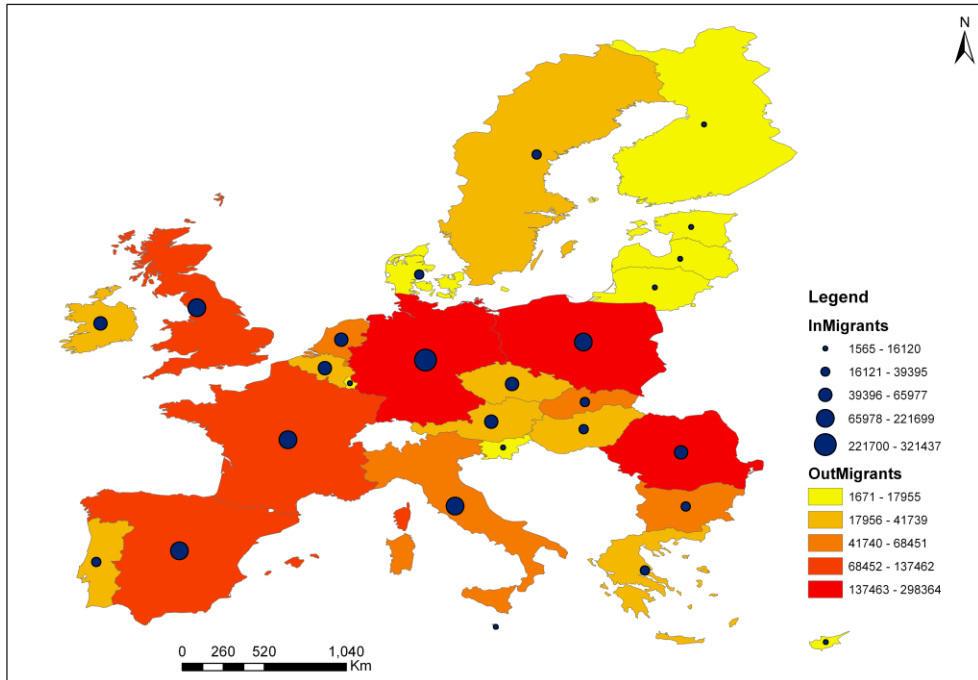 N
Legend
InMigrants
1565 - 16120
16121 - 39395
39396 - 65977
65978 - 221699
221700 - 321437
OutMigrants
1671 - 17955
17956 - 41739
41740 - 68451
68452 - 137462
137463 - 298364
0 260 520 1,040
Km